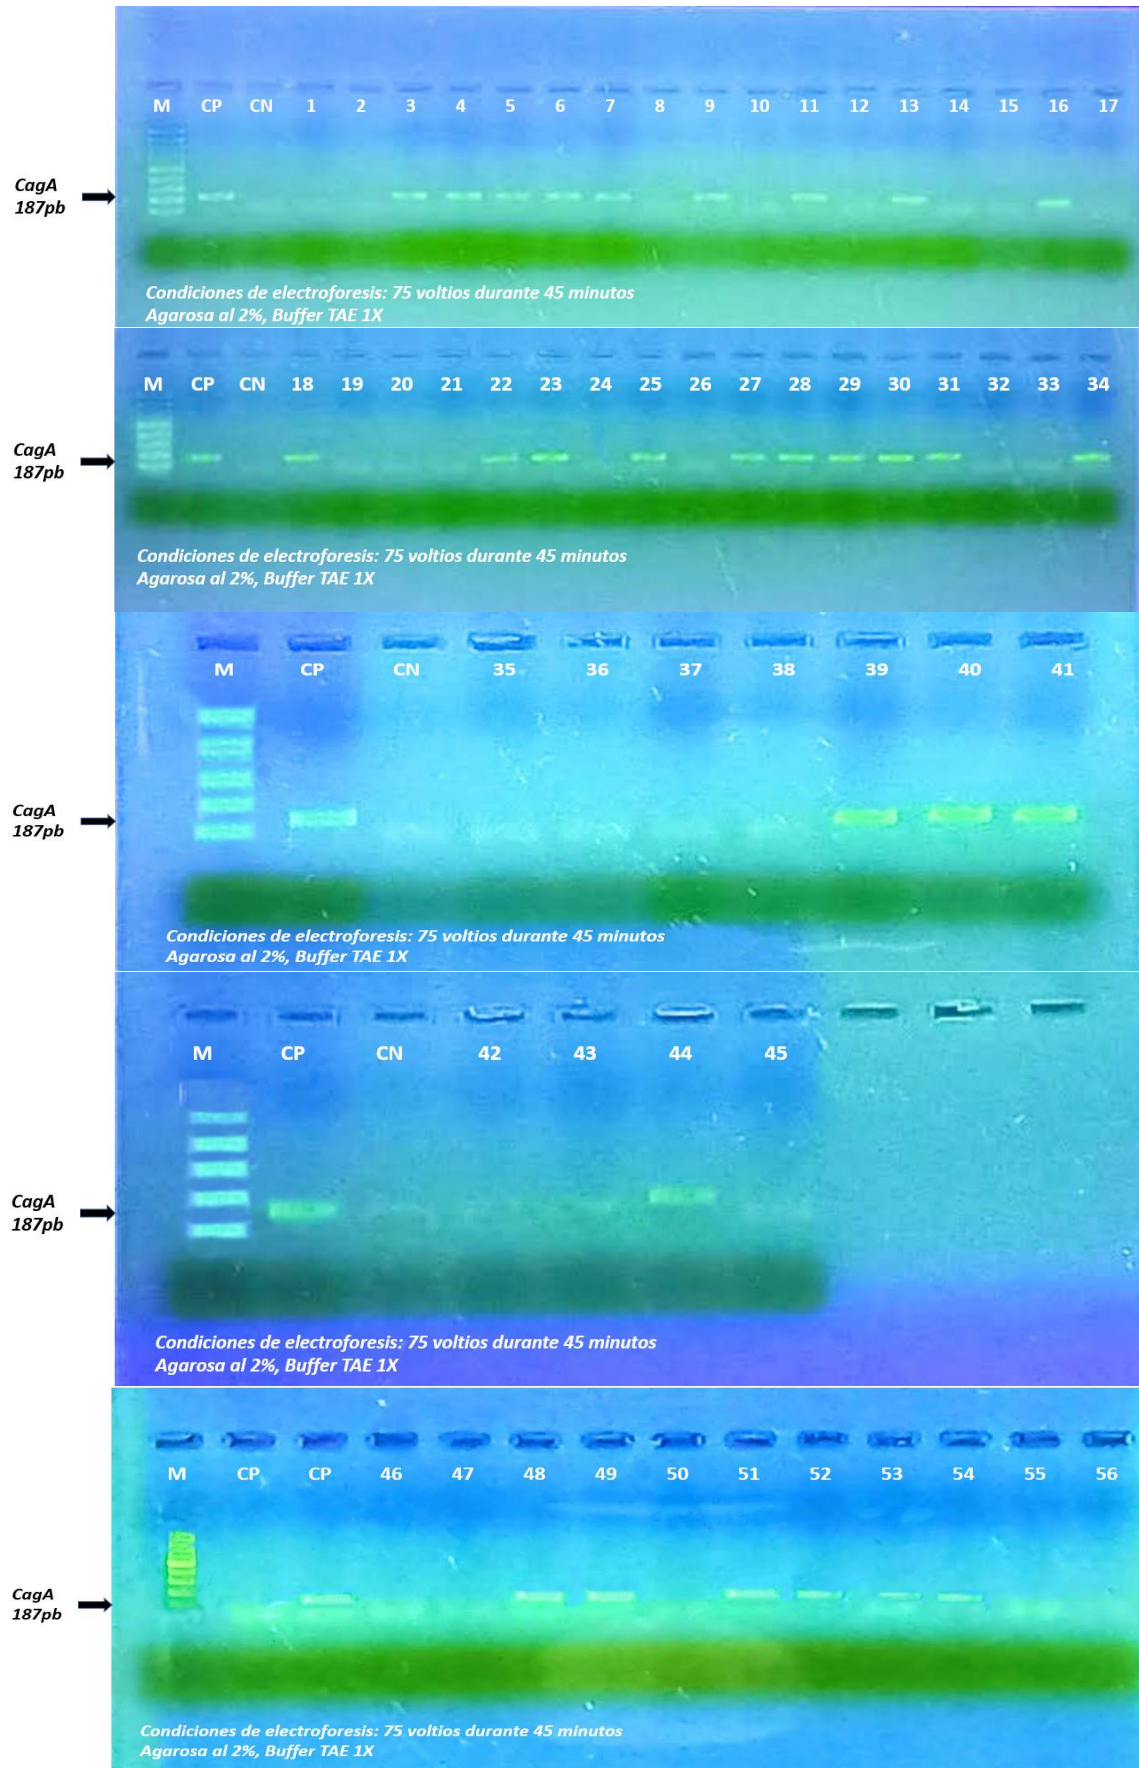 M CP CN 1 2 3 4 5 6 7 8 9 10 11 12 13 14 15 16 17
CagA
187pb
Condiciones de electroforesis: 75 voltios durante 45 minutos
Agarosa al 2%, Buffer TAE 1X
M CP CN 18 19 20 21 22 23 24 25 26 27 28 29 30 31 32 33 34
CagA
187pb
Condiciones de electroforesis: 75 voltios durante 45 minutos
Agarosa al 2%, Buffer TAE 1X
M CP CN 35 36 37 38 39 40 41
CagA
187pb
Condiciones de electroforesis: 75 voltios durante 45 minutos
Agarosa al 2%, Buffer TAE 1X
M CP CN 42 43 44 45
CagA
187pb
Condiciones de electroforesis: 75 voltios durante 45 minutos
Agarosa al 2%, Buffer TAE 1X
M CP CP 46 47 48 49 50 51 52 53 54 55 56
CagA
187pb
Condiciones de electroforesis: 75 voltios durante 45 minutos
Agarosa al 2%, Buffer TAE 1X